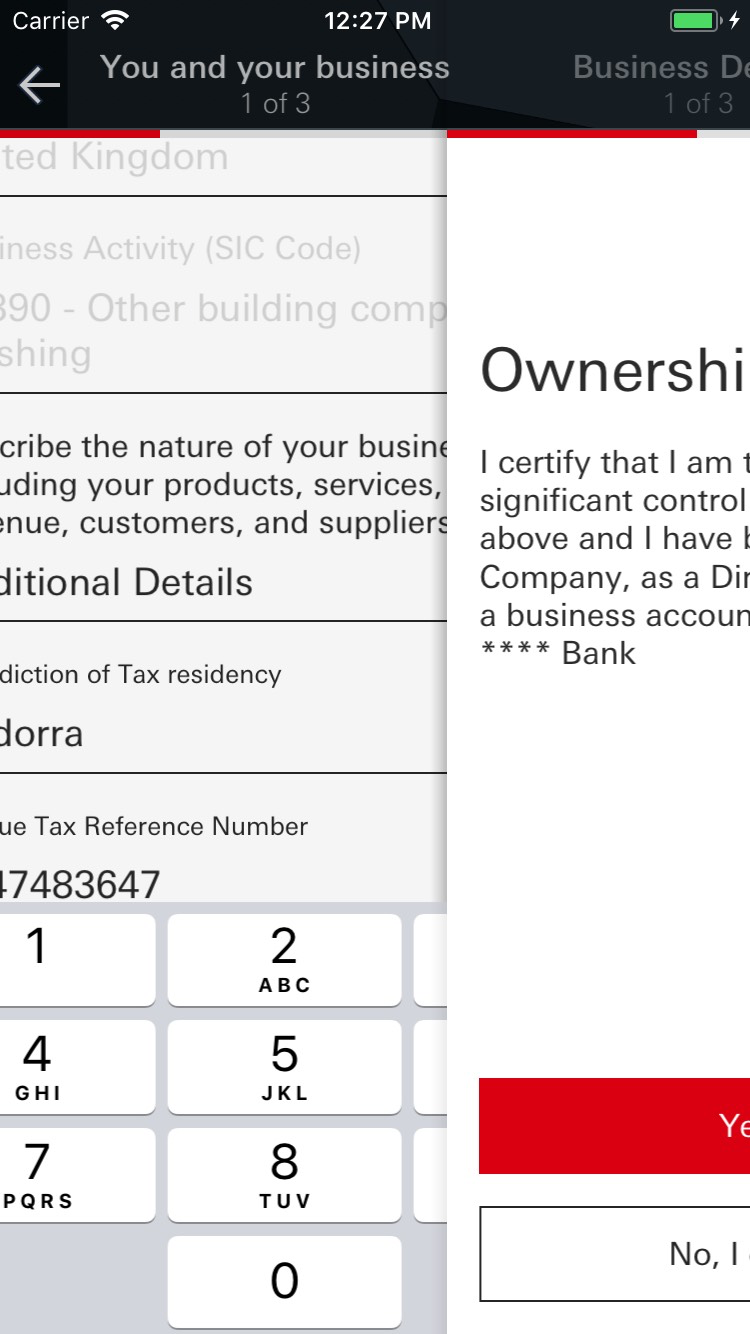 Carrier 12:27 PM
You and your business
1 of 3
Business De
1 of 3
ted Kingdom
iness Activity (SIC Code)
390 - Other building comp
shing
cribe the nature of your busine
uding your products, services,
enue, customers, and suppliers
ditional Details
diction of Tax residency
dorra
ue Tax Reference Number
47483647
1
2
ABC
4
GHI
5
JKL
7
PQRS
8
TUV
0
Ownershi
I certify that I am t
significant control
above and I have b
Company, as a Dir
a business accoun
**** Bank
Ye
No, I